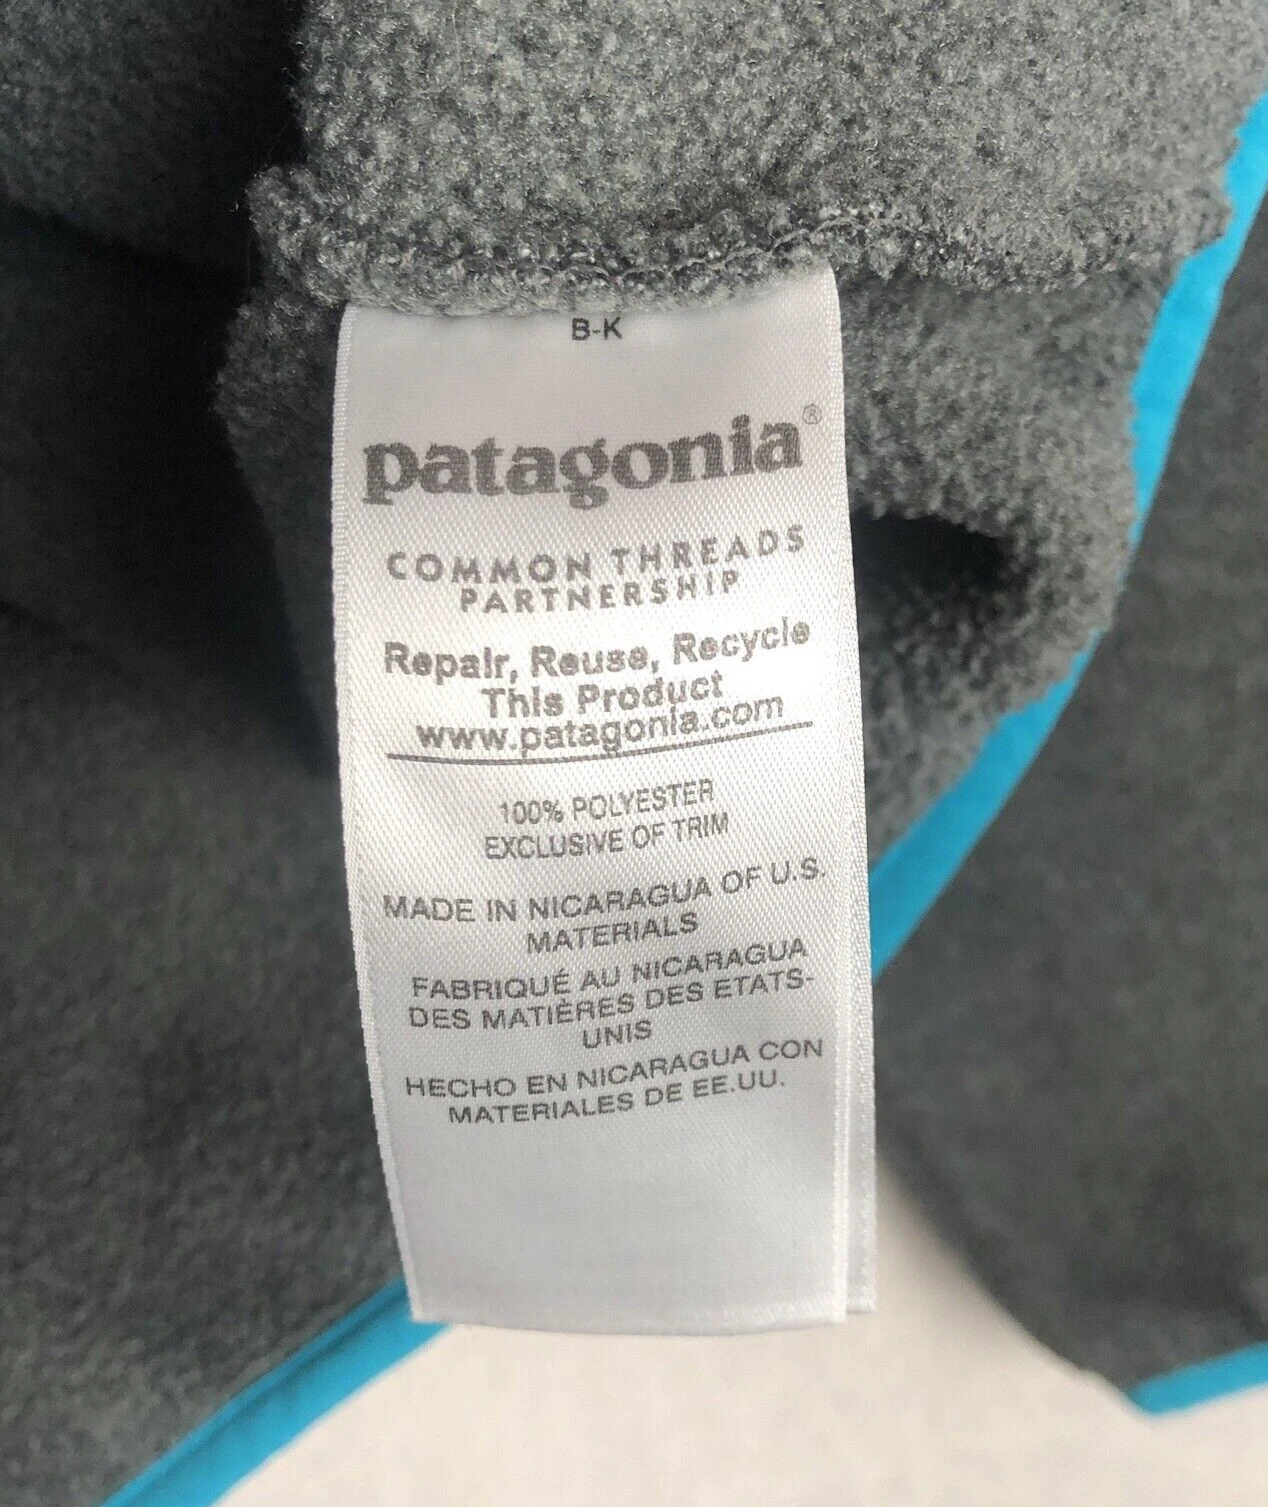 B-K
patagonia®
COMMON THREADS
PARTNERSHIP
Repair, Reuse, Recycle
This Product
www.patagonia.com
100% POLYESTER
EXCLUSIVE OF TRIM
MADE IN NICARAGUA OF U.S.
MATERIALS
FABRIQUÉ AU NICARAGUA
DES MATIÈRES DES ETATS-
UNIS
HECHO EN NICARAGUA CON
MATERIALES DE EE.UU.